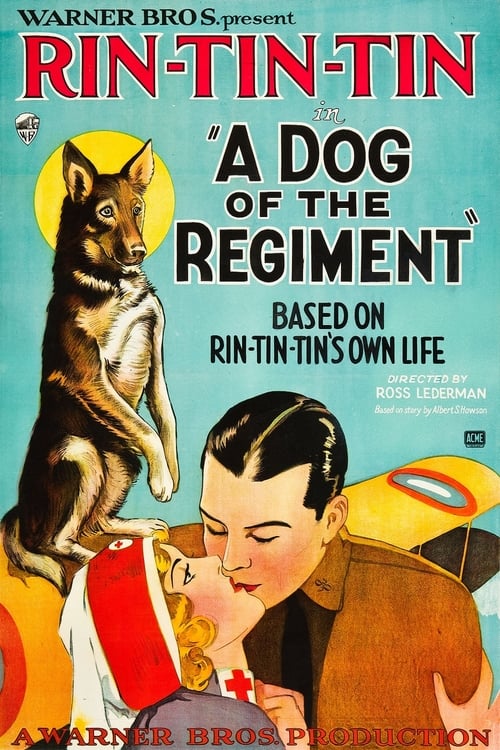 WARNER BROS. present
RIN-TIN-TIN
in
"A DOG
OF THE
REGIMENT"
BASED ON
RIN-TIN-TIN'S OWN LIFE
DIRECTED BY
ROSS LEDERMAN
Based on story by Albert S. Howson
WB
ACME
A WARNER BROS. PRODUCTION